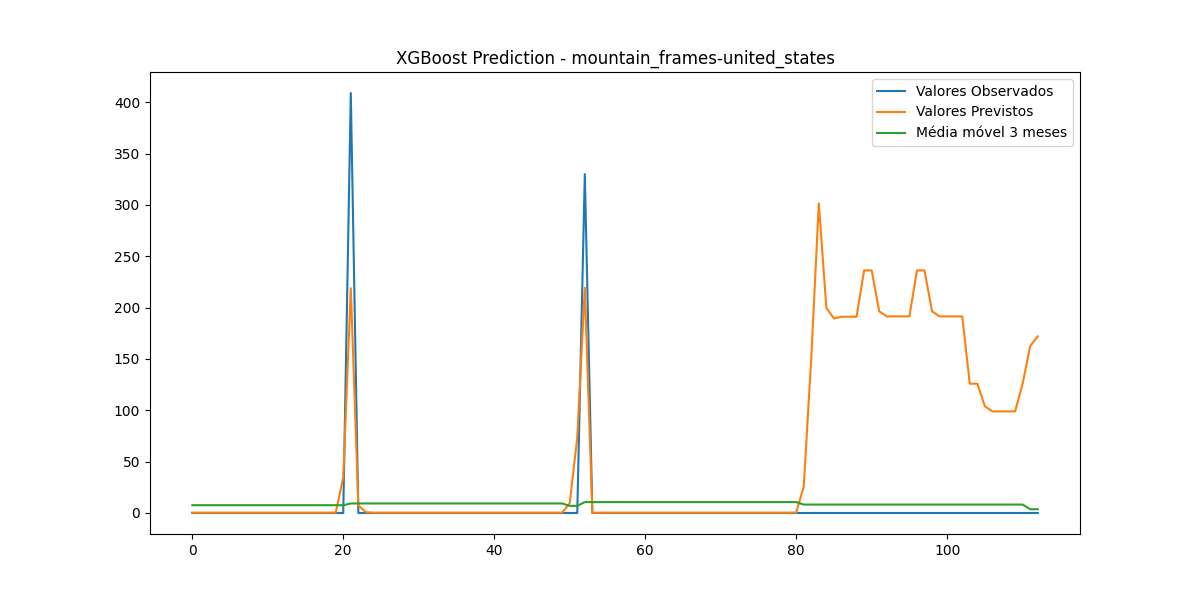 XGBoost Prediction - mountain_frames-united_states
Valores Observados
Valores Previstos
Média móvel 3 meses
400
350
300
250
200
150
100
50
0
0 20 40 60 80 100